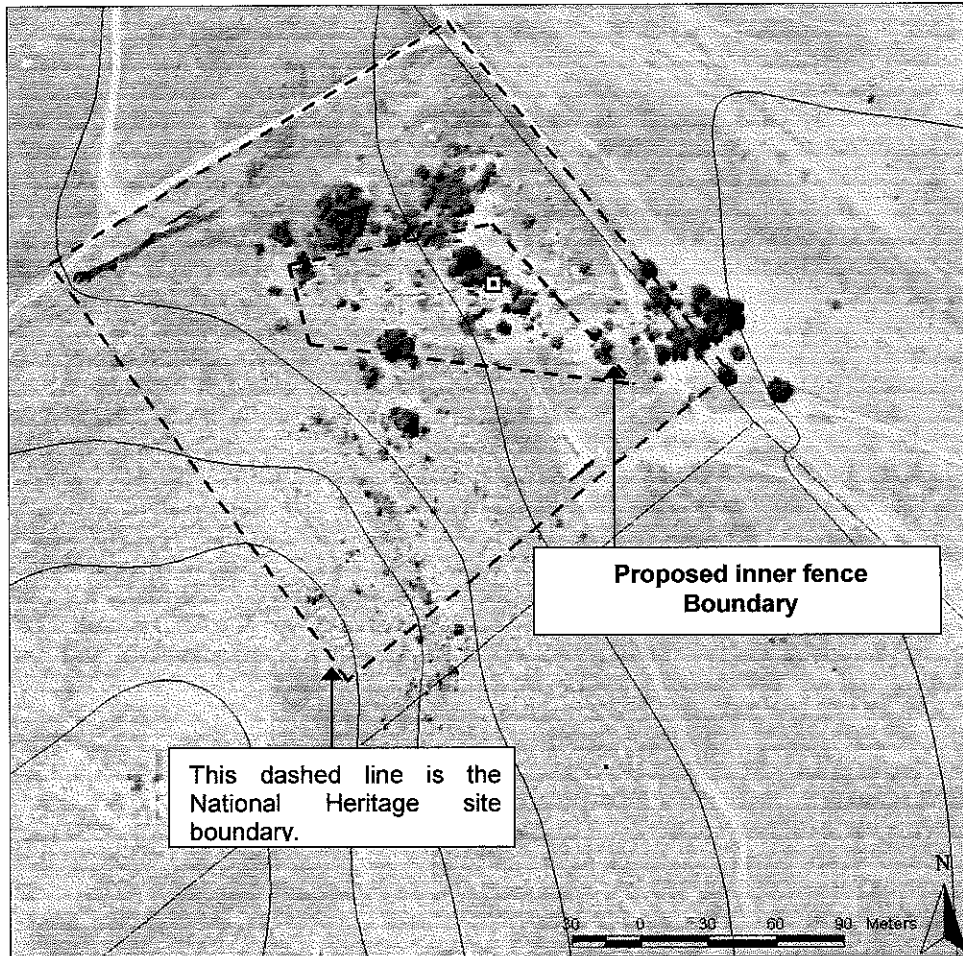 Proposed inner fence
Boundary
This dashed line is the
National Heritage site
boundary.
N
30 0 30 60 90 Meters